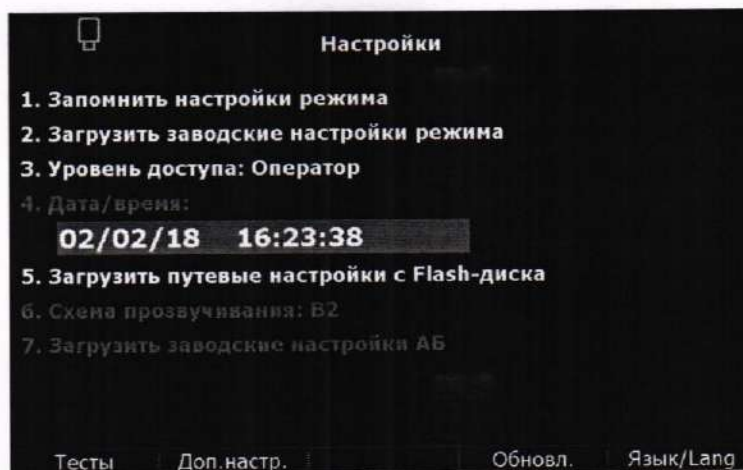 Настройки
1. Запомнить настройки режима
2. Загрузить заводские настройки режима
3. Уровень доступа: Оператор
4. Дата/время:
02/02/18 16:23:38
5. Загрузить путевые настройки с Flash-диска
6. Схема прозвучивания: В2
7. Загрузить заводские настройки АБ
Тесты Доп.настр. Обновл. Язык/Lang